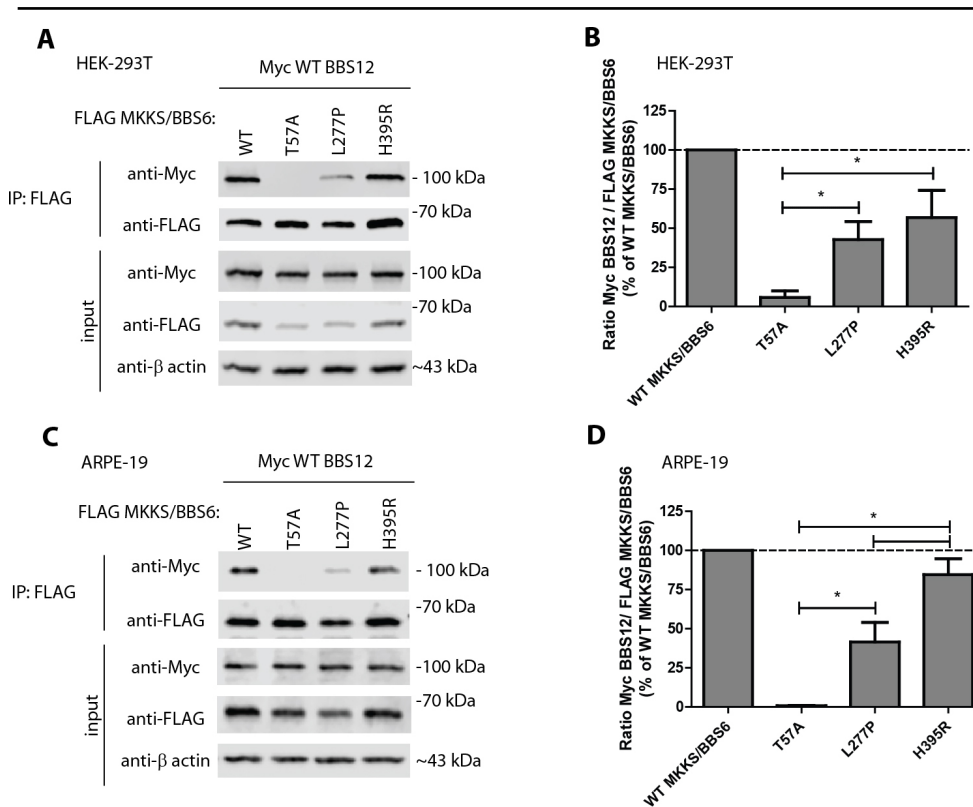 A
HEK-293T
Myc WT BBS12
FLAG MKKS/BBS6:
WT
T57A
L277P
H395R
IP: FLAG
anti-Myc
- 100 kDa
anti-FLAG
-70 kDa
input
anti-Myc
-100 kDa
anti-FLAG
-70 kDa
anti-β actin
~43 kDa
B
HEK-293T
Ratio Myc BBS12 / FLAG MKKS/BBS6
(% of WT MKKS/BBS6)
125
100
75
50
25
0
*
*
WT MKKS/BBS6
T57A
L277P
H395R
C
ARPE-19
Myc WT BBS12
FLAG MKKS/BBS6:
WT
T57A
L277P
H395R
IP: FLAG
anti-Myc
- 100 kDa
anti-FLAG
-70 kDa
input
anti-Myc
-100 kDa
anti-FLAG
-70 kDa
anti-β actin
~43 kDa
D
ARPE-19
Ratio Myc BBS12/ FLAG MKKS/BBS6
(% of WT MKKS/BBS6)
125
100
75
50
25
0
*
*
WT MKKS/BBS6
T57A
L277P
H395R